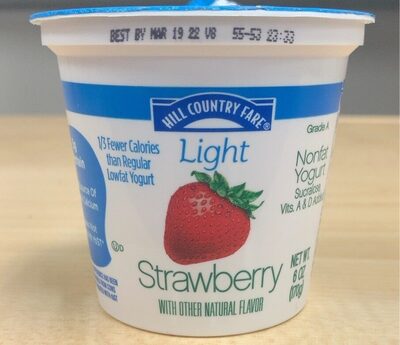 BEST BY MAR 19 22 V8 55-53 23:33
HILL COUNTRY FARE®
Light
1/3 Fewer Calories
than Regular
Lowfat Yogurt
Strawberry
WITH OTHER NATURAL FLAVOR
Grade A
Nonfat
Yogurt
Sucralose
Vits. A & D
NET WT.
6 OZ
(170g)